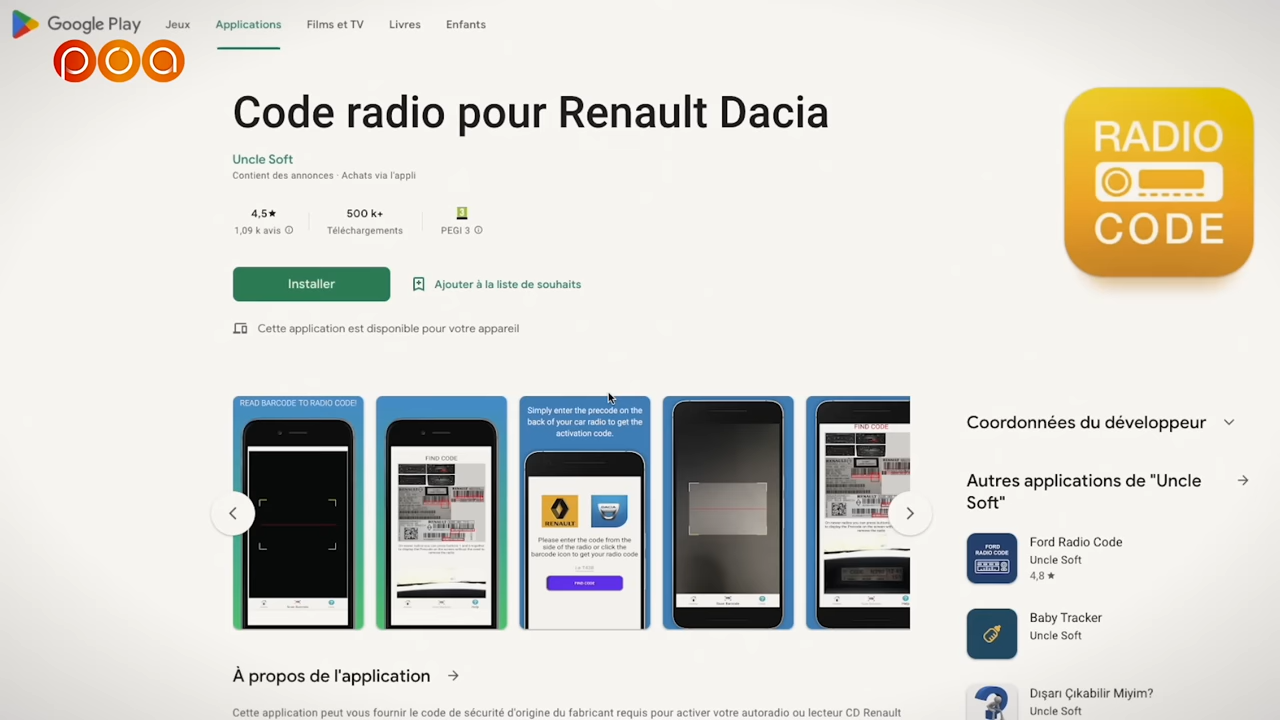 Google Play
Jeux
Applications
Films et TV
Livres
Enfants
poa
Code radio pour Renault Dacia
Uncle Soft
Contient des annonces · Achats via l'appli
4,5★
1,09 k avis
500 k+
Téléchargements
3
PEGI 3
Installer
Ajouter à la liste de souhaits
Cette application est disponible pour votre appareil
RADIO
CODE
READ BARCODE TO RADIO CODE!
FIND CODE
Simply enter the precode on the
back of your car radio to get the
activation code.
RENAULT
Please enter the code from the
side of the radio or click the
barcode icon to get your radio code
FIND CODE
FIND CODE
Coordonnées du développeur
Autres applications de "Uncle
Soft"
FORD
RADIO CODE
Ford Radio Code
Uncle Soft
4,8 ★
Baby Tracker
Uncle Soft
Dışarı Çıkabilir Miyim?
Uncle Soft
À propos de l'application
Cette application peut vous fournir le code de sécurité d'origine du fabricant requis pour activer votre autoradio ou lecteur CD Renault